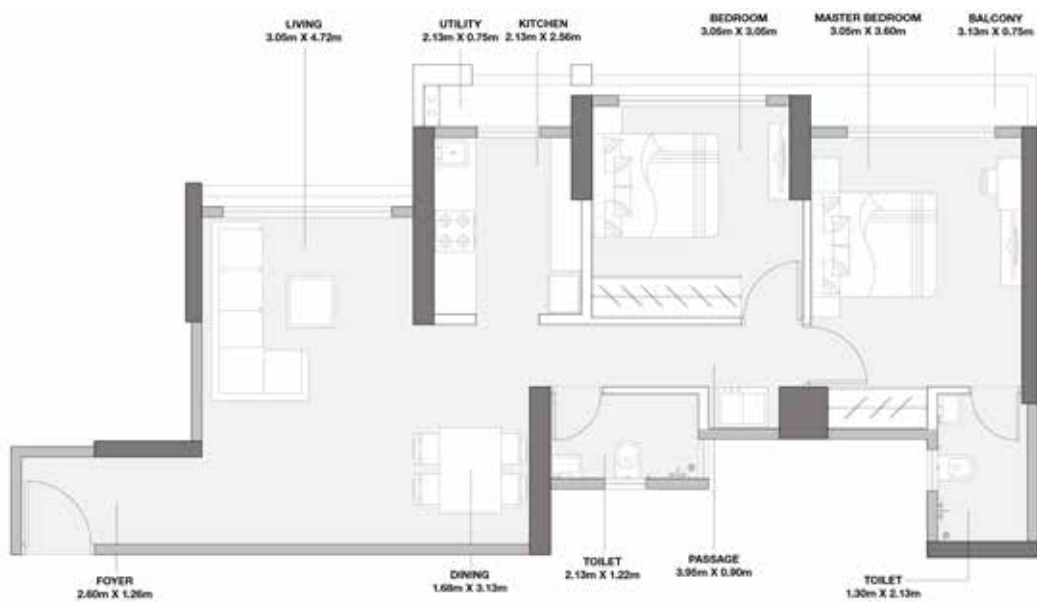 LIVING
3.05m X 4.72m
UTILITY
2.13m X 0.75m
KITCHEN
2.13m X 2.56m
BEDROOM
3.05m X 3.05m
MASTER BEDROOM
3.05m X 3.60m
BALCONY
3.13m X 0.75m
FOYER
2.60m X 1.26m
DINING
1.68m X 3.13m
TOILET
2.13m X 1.22m
PASSAGE
3.95m X 0.90m
TOILET
1.30m X 2.13m